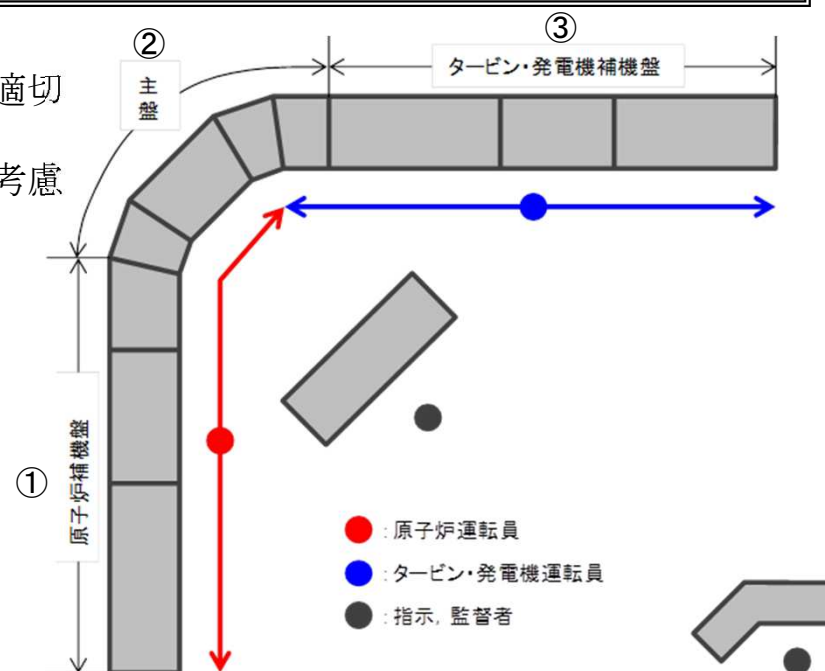 ②
③
適切
主
盤
タービン・発電機補機盤
考慮
①
原子炉補機盤
:原子炉運転員
:タービン・発電機運転員
:指示,監督者